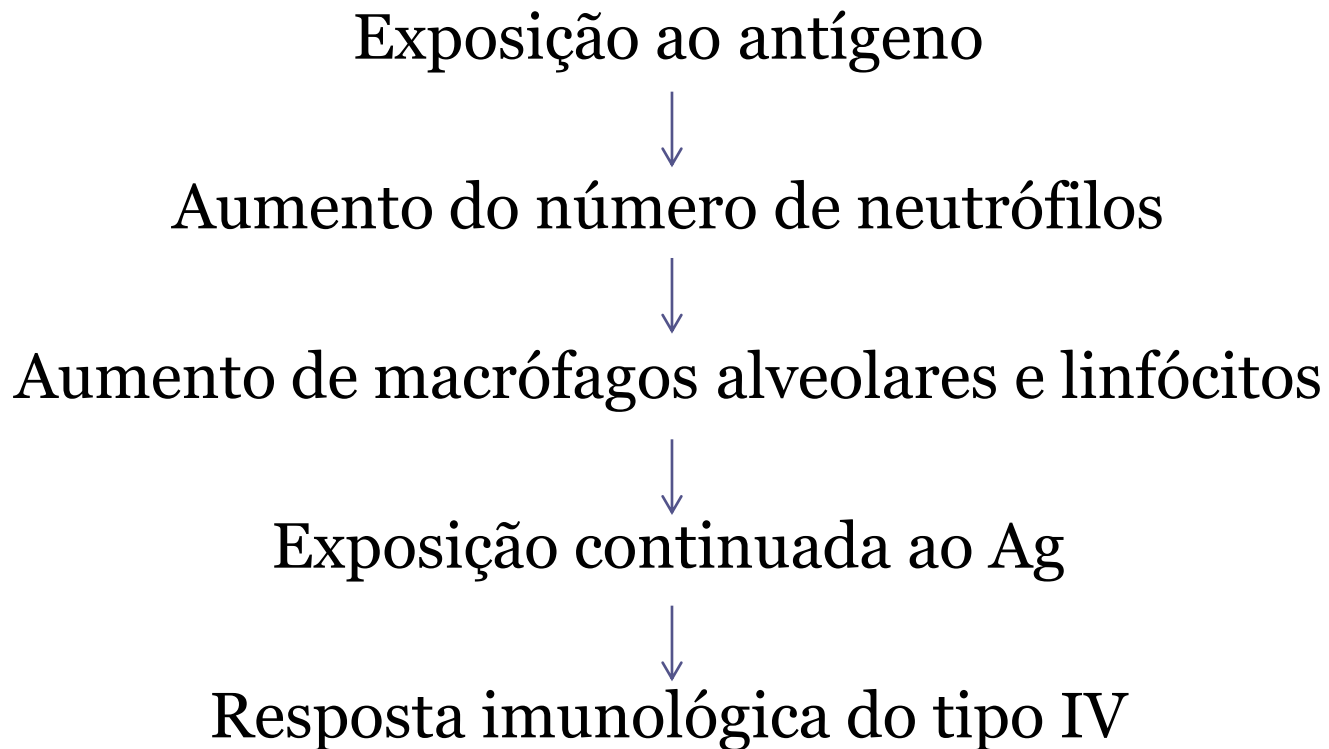 Exposição ao antígeno
Aumento do número de neutrófilos
Aumento de macrófagos alveolares e linfócitos
Exposição continuada ao Ag
Resposta imunológica do tipo IV